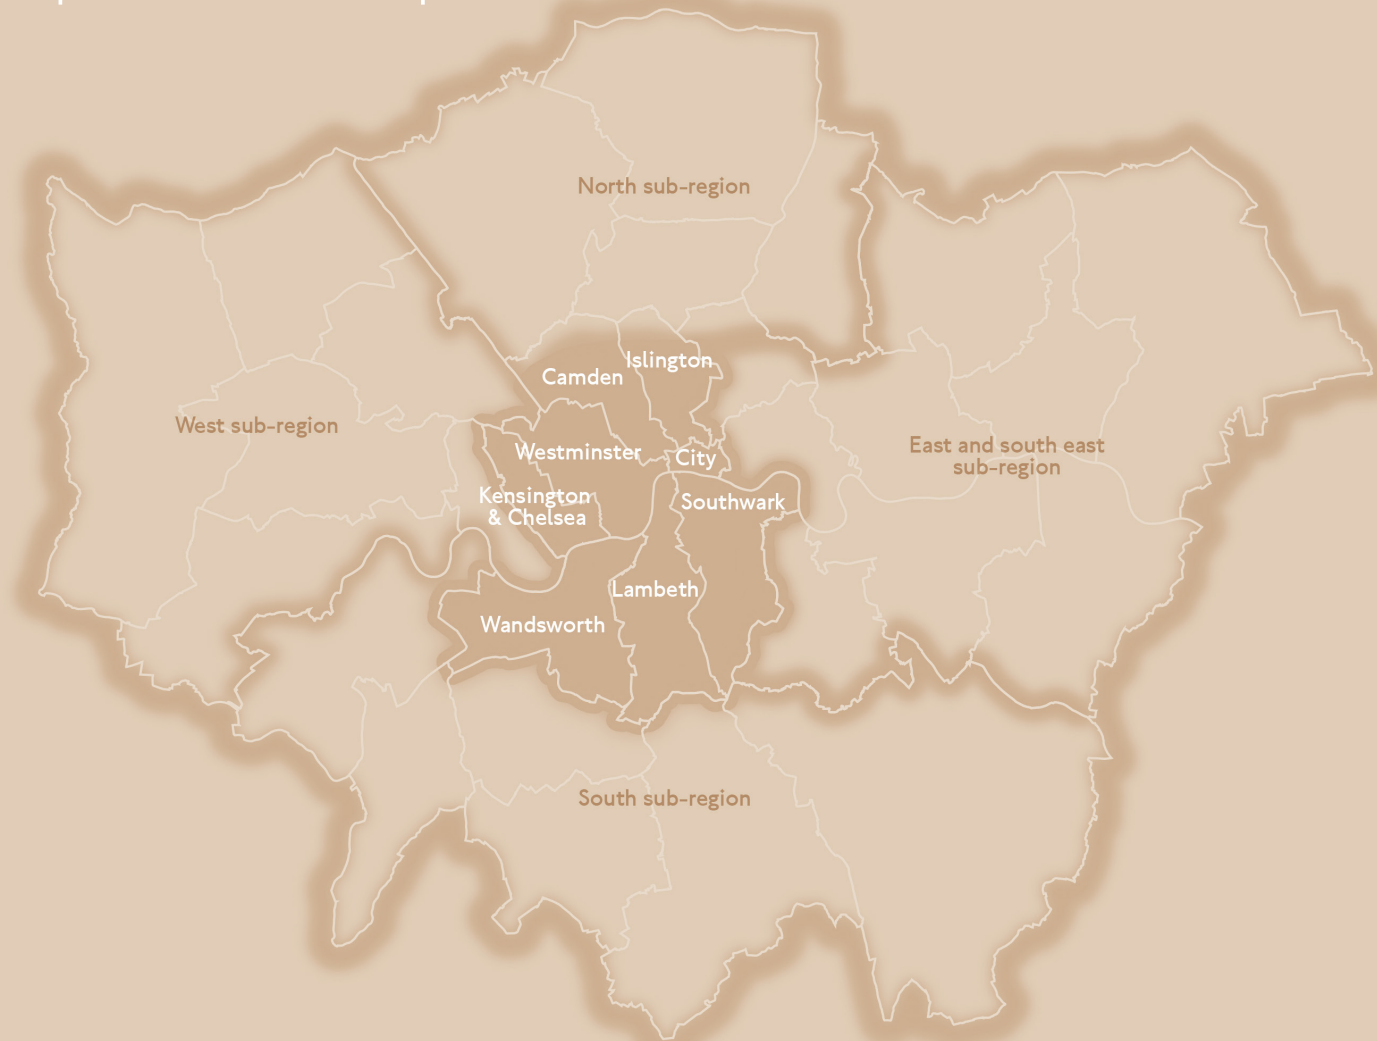 North sub-region
Islington
Camden
West sub-region
Westminster
City
East and south east
sub-region
Kensington
& Chelsea
Southwark
Lambeth
Wandsworth
South sub-region